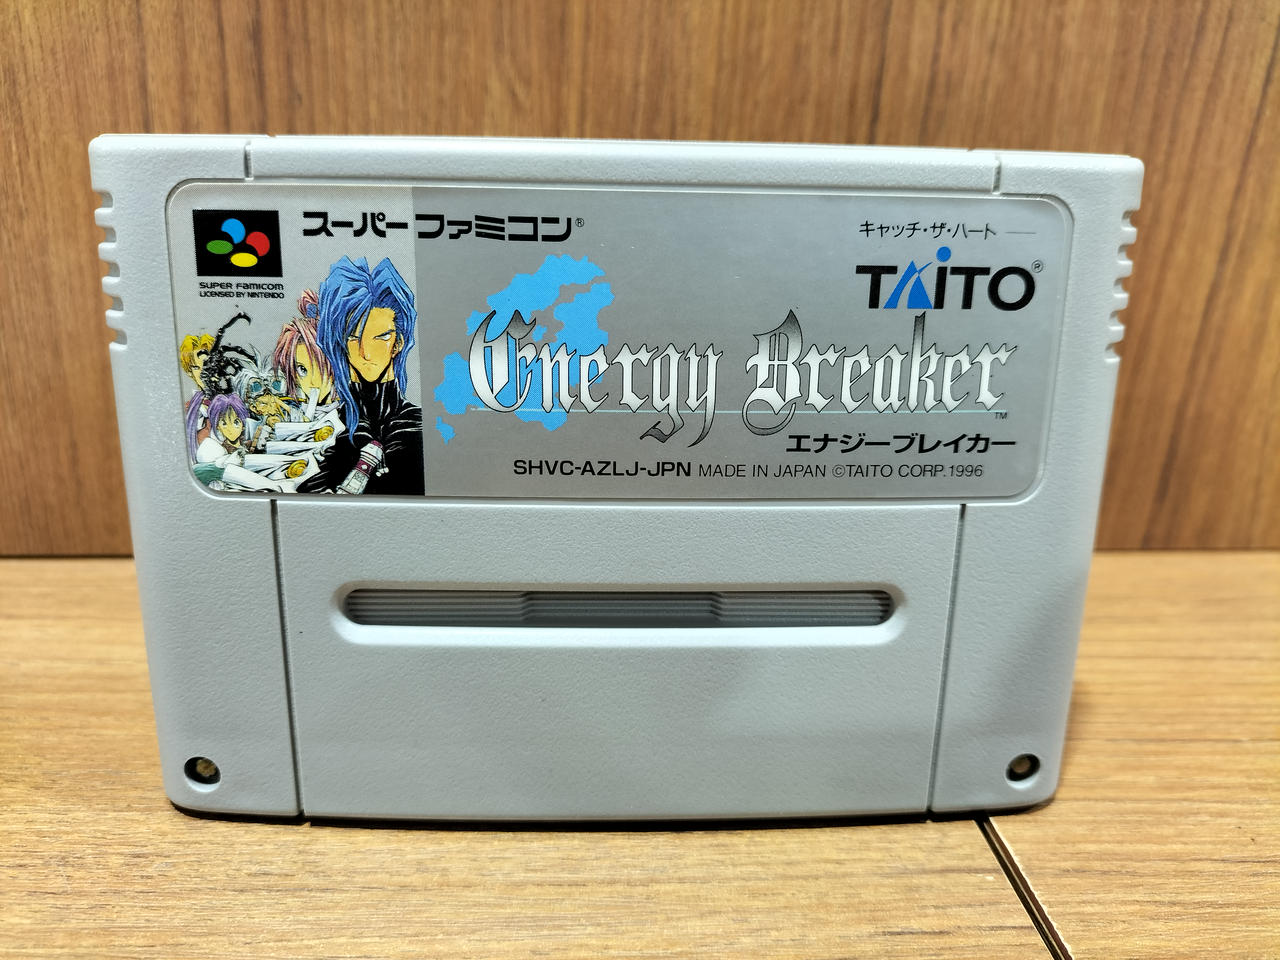 スーパーファミコン®
SUPER FAMICOM
LICENSED BY NINTENDO
キャッチ・ザ・ハート
TAITO®
Energy Breaker™
エナジーブレイカー
SHVC-AZLJ-JPN MADE IN JAPAN ©TAITO CORP.1996